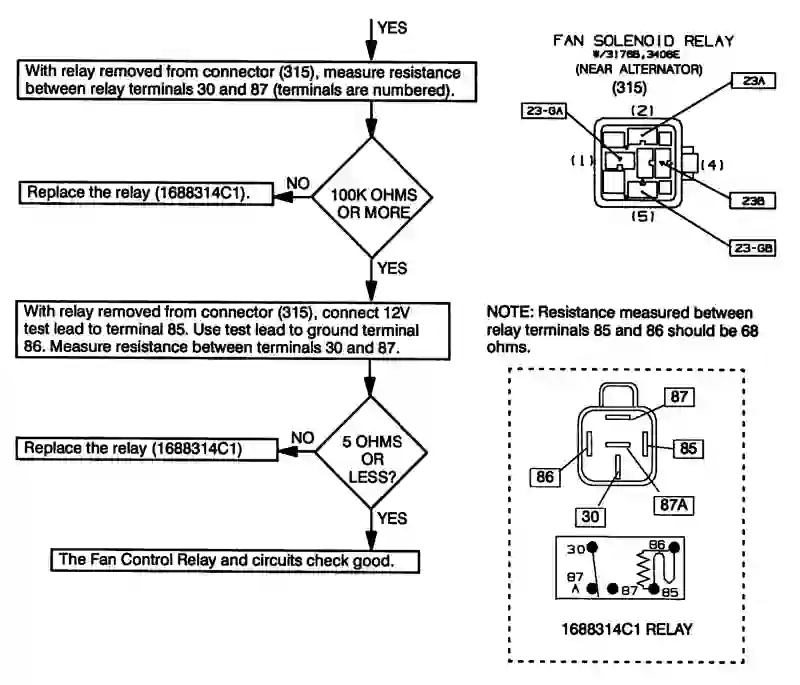 YES
With relay removed from connector (315), measure resistance
between relay terminals 30 and 87 (terminals are numbered).
100K OHMS
OR MORE
NO
Replace the relay (1688314C1).
YES
With relay removed from connector (315), connect 12V
test lead to terminal 85. Use test lead to ground terminal
86. Measure resistance between terminals 30 and 87.
5 OHMS
OR
LESS?
NO
Replace the relay (1688314C1)
YES
The Fan Control Relay and circuits check good.
FAN SOLENOID RELAY
W/3176B,3406E
(NEAR ALTERNATOR)
(315)
23A
23-GA
(2)
(1)
(4)
23B
(5)
23-GB
NOTE: Resistance measured between
relay terminals 85 and 86 should be 68
ohms.
87
86
85
87A
30
30
86
87
A
87
85
1688314C1 RELAY